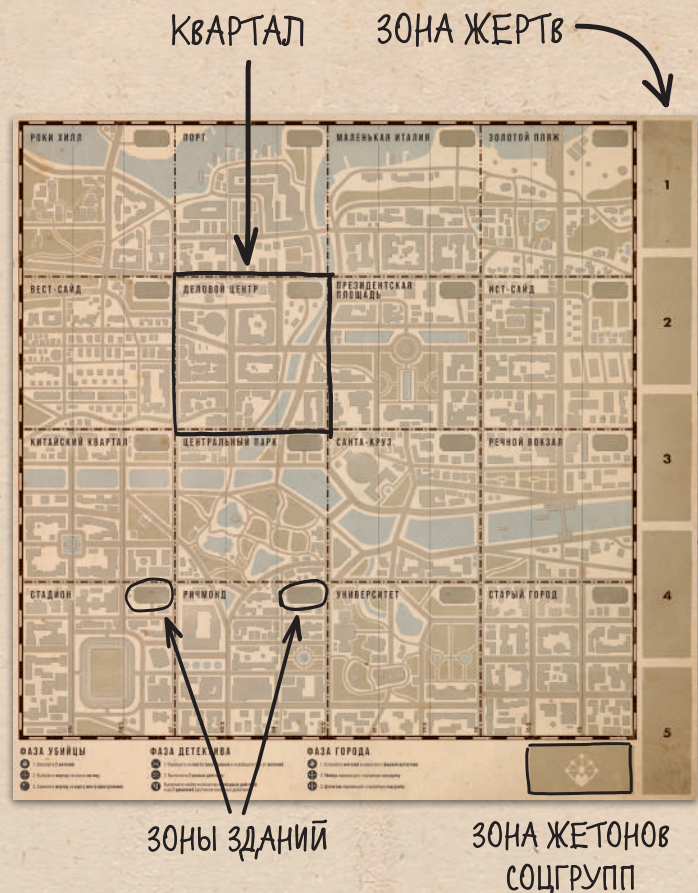 КВАРТАЛ
ЗОНА ЖЕРТВ
РОКИ ХИЛЛ
ПОРТ
МАЛЕНЬКАЯ ИТАЛИЯ
ЗОЛОТОЙ ПЛЯЖ
1
ВЕСТ-САЙД
ДЕЛОВОЙ ЦЕНТР
ПРЕЗИДЕНТСКАЯ
ПЛОЩАДЬ
ИСТ-САЙД
2
КИТАЙСКИЙ КВАРТАЛ
ЦЕНТРАЛЬНЫЙ ПАРК
САНТА-КРУЗ
РЕЧНОЙ ВОКЗАЛ
3
СТАДИОН
РИЧМОНД
УНИВЕРСИТЕТ
СТАРЫЙ ГОРОД
4
5
ФАЗА УБИЙЦЫ
ФАЗА ДЕТЕКТИВА
ФАЗА ГОРОДА
ЗОНЫ ЗДАНИЙ
ЗОНА ЖЕТОНОВ
СОЦГРУПП